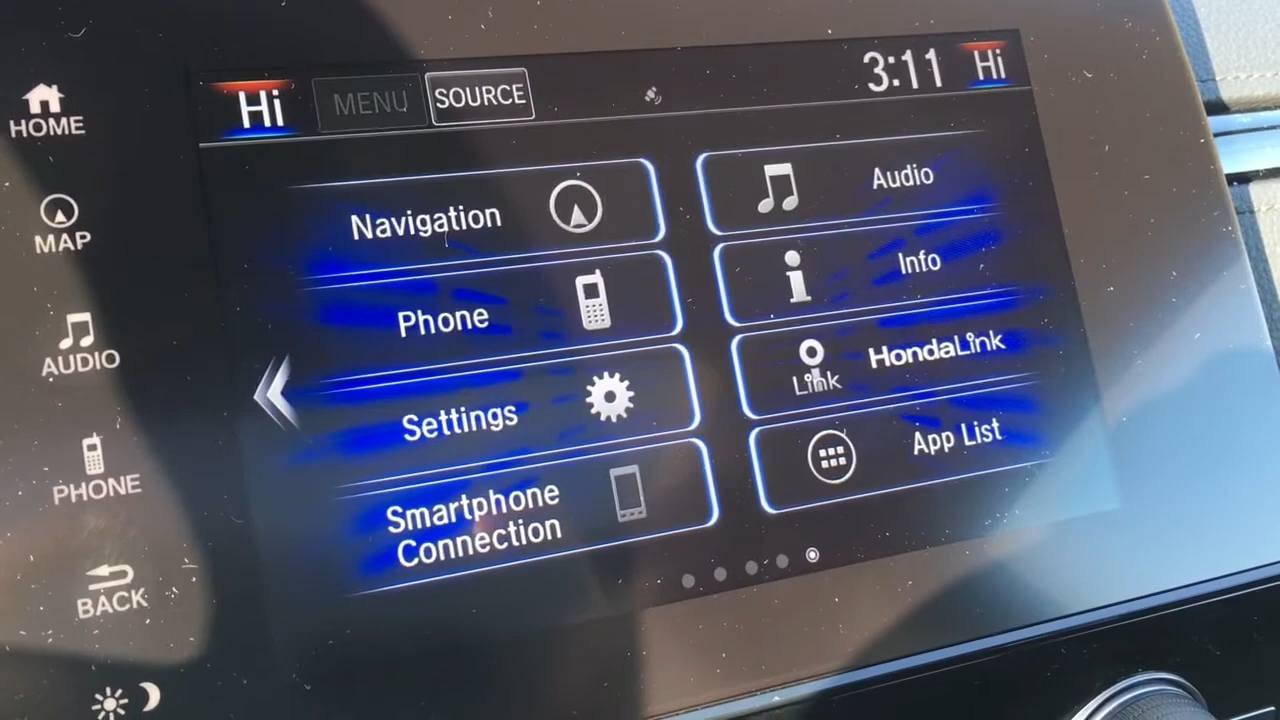 Hi
MENU
SOURCE
3:11
Hi
HOME
MAP
AUDIO
PHONE
BACK
Navigation
Phone
Settings
Smartphone
Connection
Audio
Info
Link
HondaLink
App List